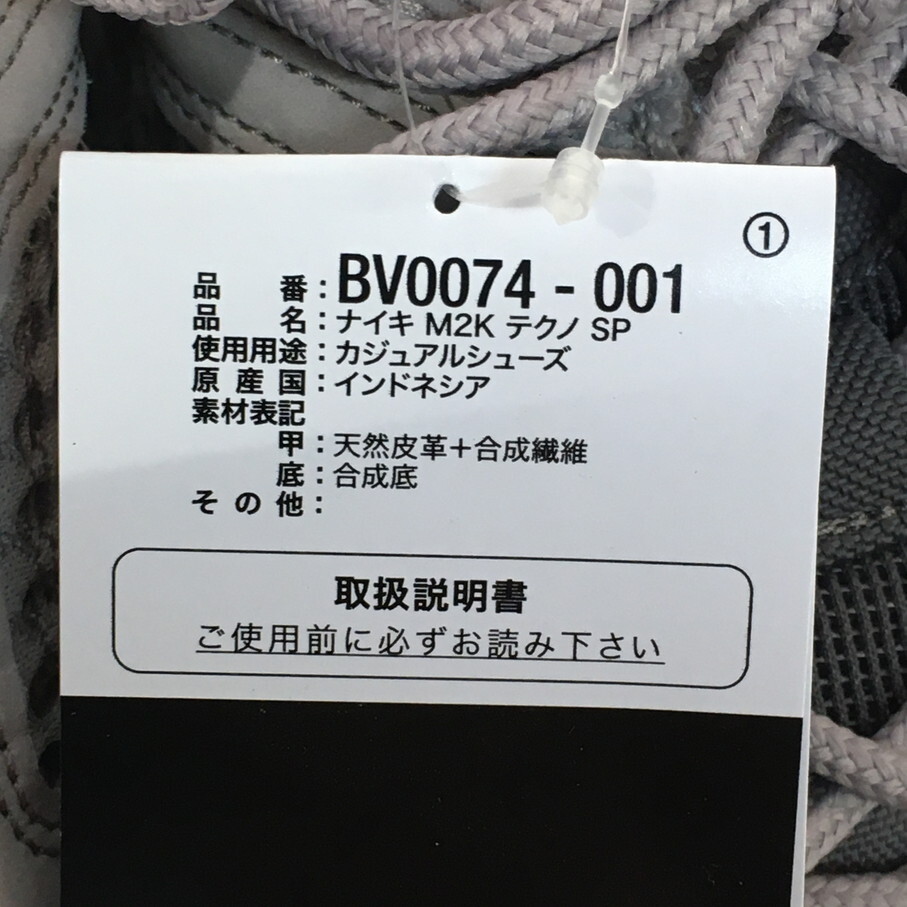 ①
品 番:BV0074 - 001
品 名:ナイキ M2K テクノ SP
使用用途:カジュアルシューズ
原産国:インドネシア
素材表記
甲:天然皮革+合成繊維
底:合成底
その他:
取扱説明書
ご使用前に必ずお読み下さい